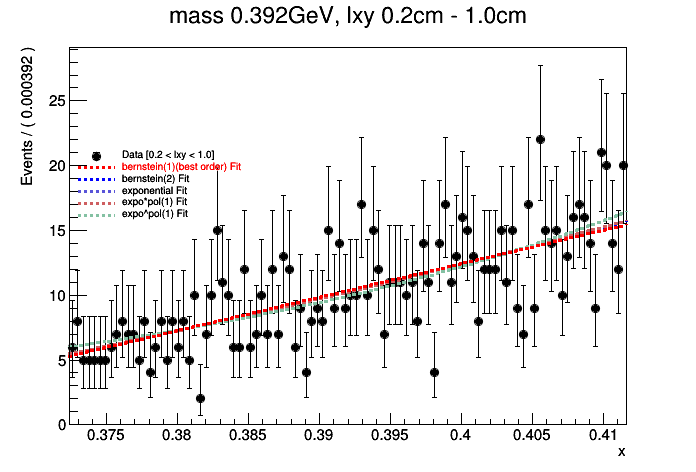 mass 0.392GeV, lxy 0.2cm - 1.0cm
Events / ( 0.000392 )
25
20
15
10
5
0
Data [0.2 < lxy < 1.0]
bernstein(1)(best order) Fit
bernstein(2) Fit
exponential Fit
expo*pol(1) Fit
expo^pol(1) Fit
0.375 0.38 0.385 0.39 0.395 0.4 0.405 0.41
x